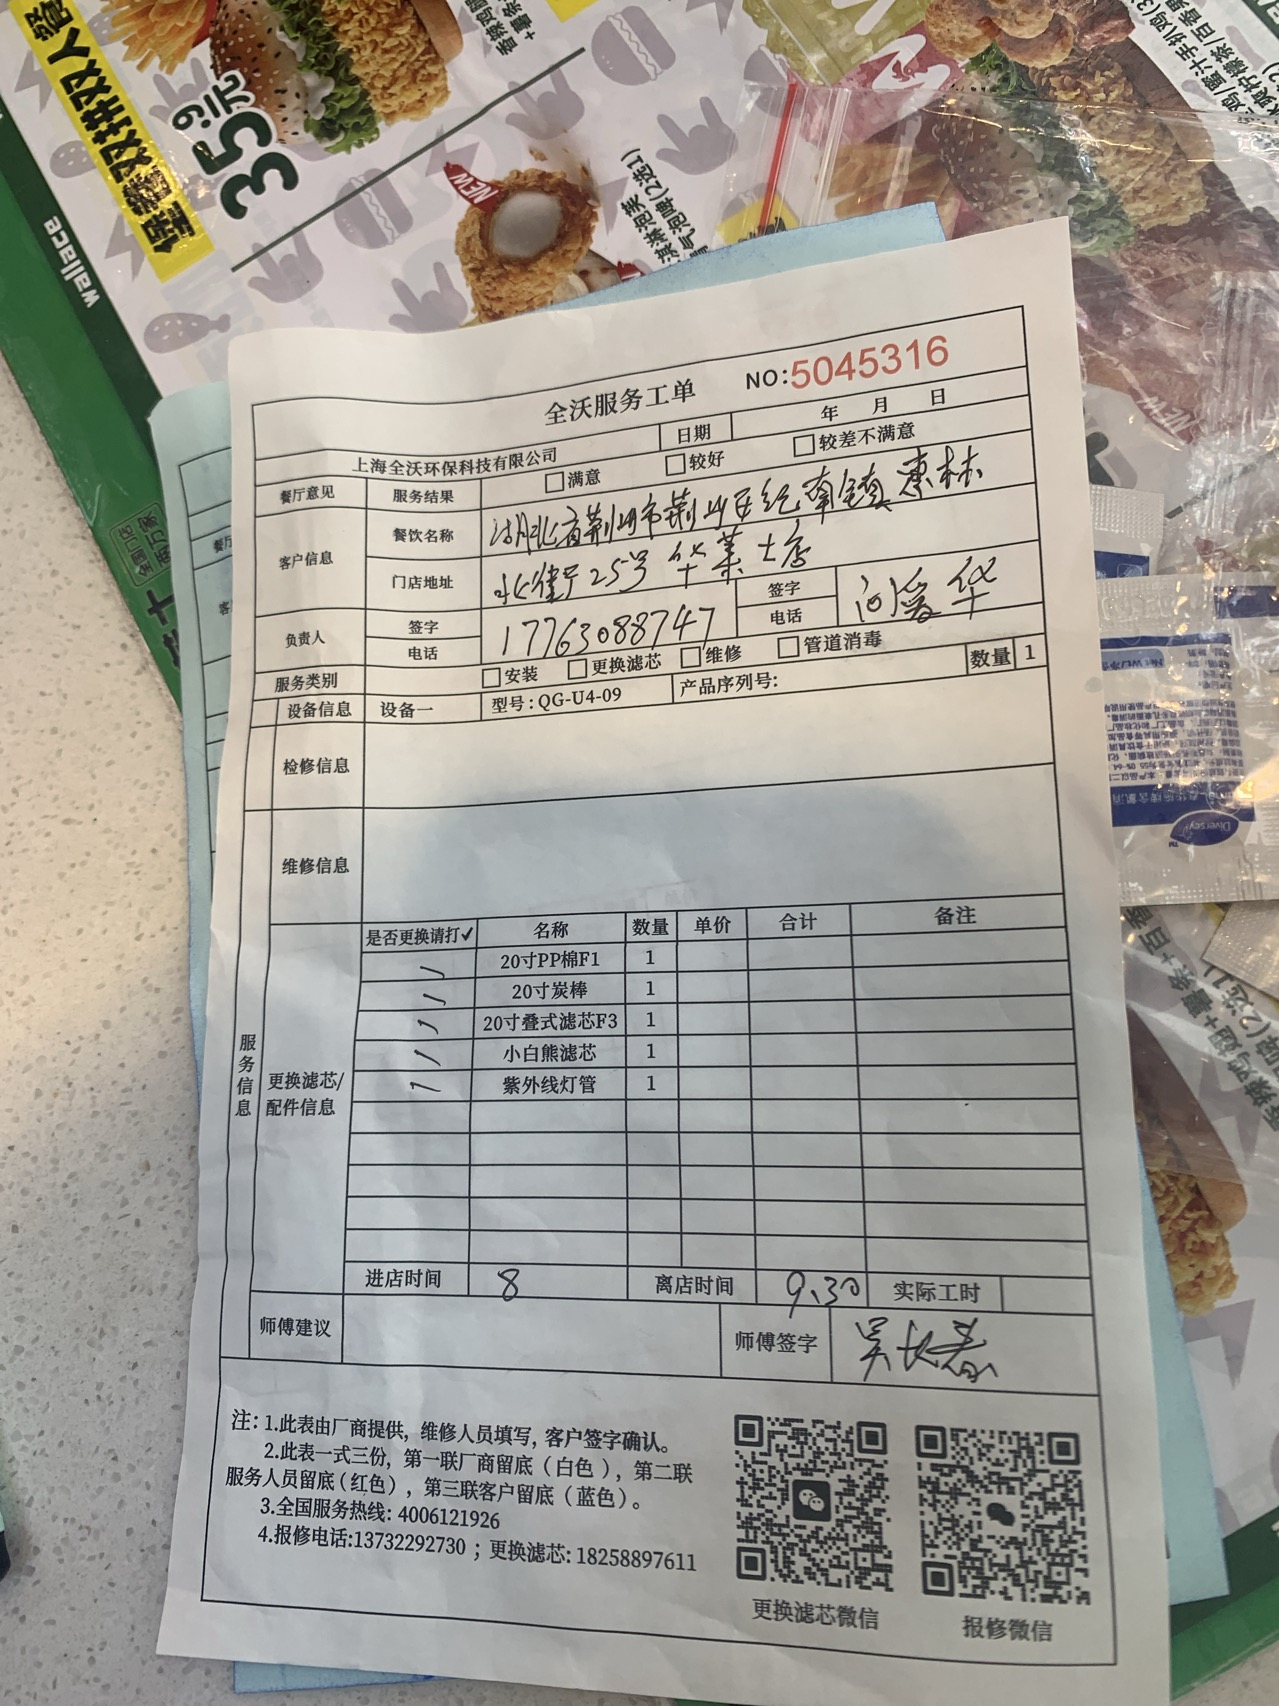 35.9元
wallace
NEW
全沃服务工单
NO:5045316
上海全沃环保科技有限公司 日期 年 月 日
餐厅意见 服务结果 □满意 □较好 □较差不满意
客户信息 餐饮名称 湖北省荆州市荆州区纪南镇枣林
门店地址 北街25号 华莱士店
负责人 签字 电话 17763088747 签字 电话
服务类别 □安装 □更换滤芯 □维修 □管道消毒
设备信息 设备一 型号:QG-U4-09 产品序列号: 数量 1
检修信息
维修信息
服务信息
更换滤芯/配件信息
是否更换请打✓ 名称 数量 单价 合计 备注
20寸PP棉F1 1
20寸炭棒 1
20寸叠式滤芯F3 1
小白熊滤芯 1
紫外线灯管 1
进店时间 8 离店时间 9.30 实际工时
师傅建议 师傅签字 吴长春
注: 1.此表由厂商提供, 维修人员填写, 客户签字确认。
2.此表一式三份, 第一联厂商留底(白色), 第二联
服务人员留底(红色), 第三联客户留底(蓝色)。
3.全国服务热线: 4006121926
4.报修电话:13732292730 ; 更换滤芯: 18258897611
更换滤芯微信 报修微信
Diversey